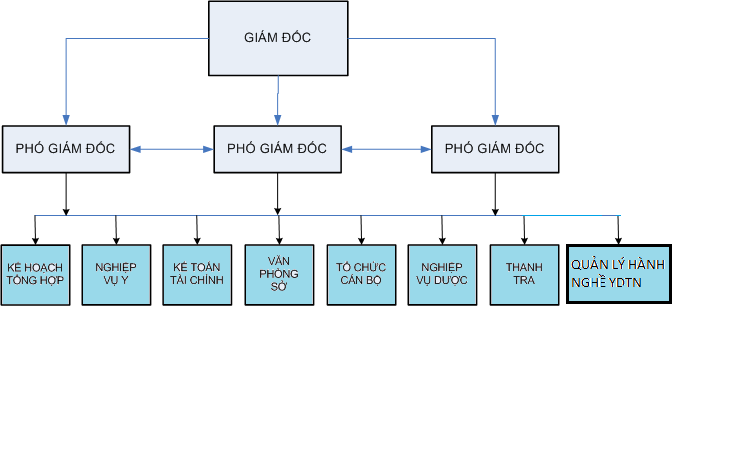 GIÁM ĐỐC
PHÓ GIÁM ĐỐC
PHÓ GIÁM ĐỐC
PHÓ GIÁM ĐỐC
KẾ HOẠCH
TỔNG HỢP
NGHIỆP
VỤ Y
KẾ TOÁN
TÀI CHÍNH
VĂN
PHÒNG
SỞ
TỔ CHỨC
CÁN BỘ
NGHIỆP
VỤ DƯỢC
THANH
TRA
QUẢN LÝ HÀNH
NGHỀ YDTN